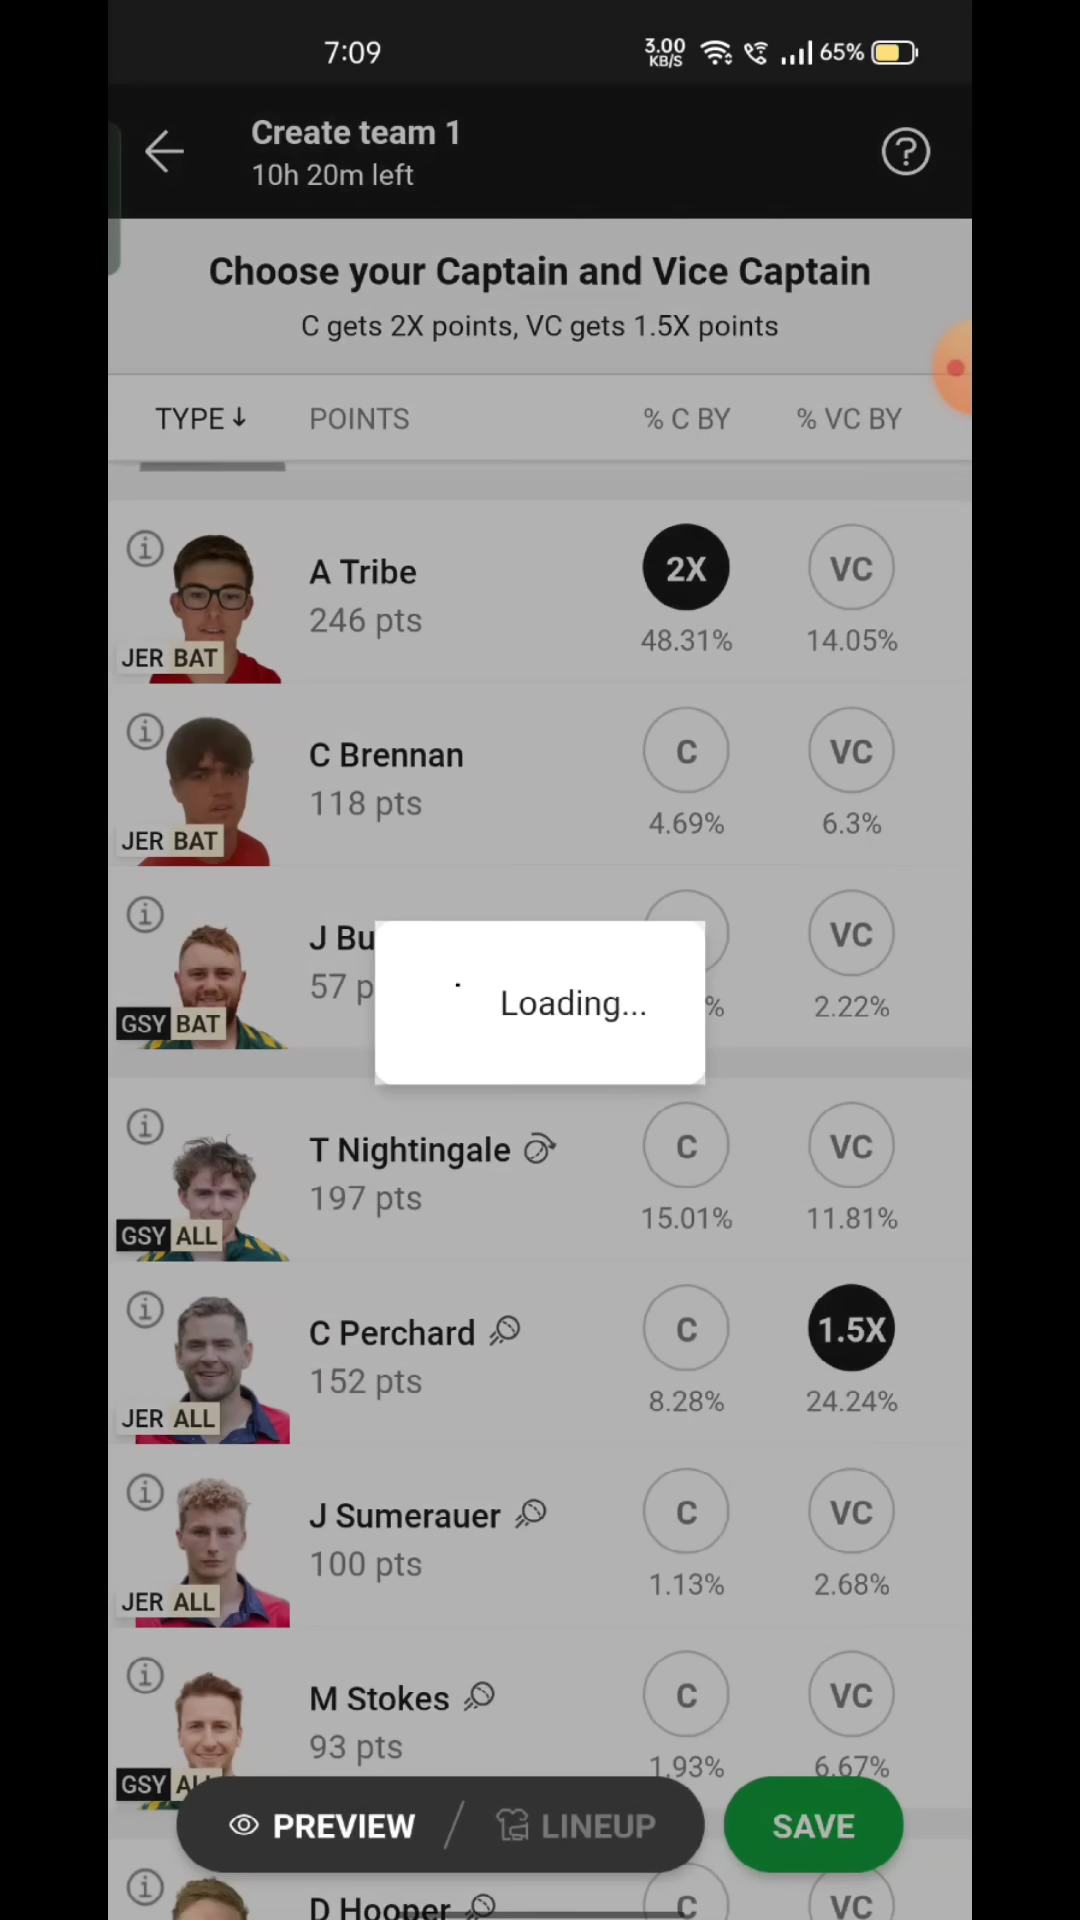 7:09
3.00
KB/S
65%
Create team 1
10h 20m left
Choose your Captain and Vice Captain
C gets 2X points, VC gets 1.5X points
TYPE↓ POINTS % C BY % VC BY
A Tribe
246 pts
JER BAT
2X VC
48.31% 14.05%
C Brennan
118 pts
JER BAT
C VC
4.69% 6.3%
J Bu
57 p
GSY BAT
VC
% 2.22%
Loading...
T Nightingale
197 pts
GSY ALL
C VC
15.01% 11.81%
C Perchard
152 pts
JER ALL
C 1.5X
8.28% 24.24%
J Sumerauer
100 pts
JER ALL
C VC
1.13% 2.68%
M Stokes
93 pts
GSY
C VC
1.93% 6.67%
PREVIEW / LINEUP SAVE
D Hooper C VC